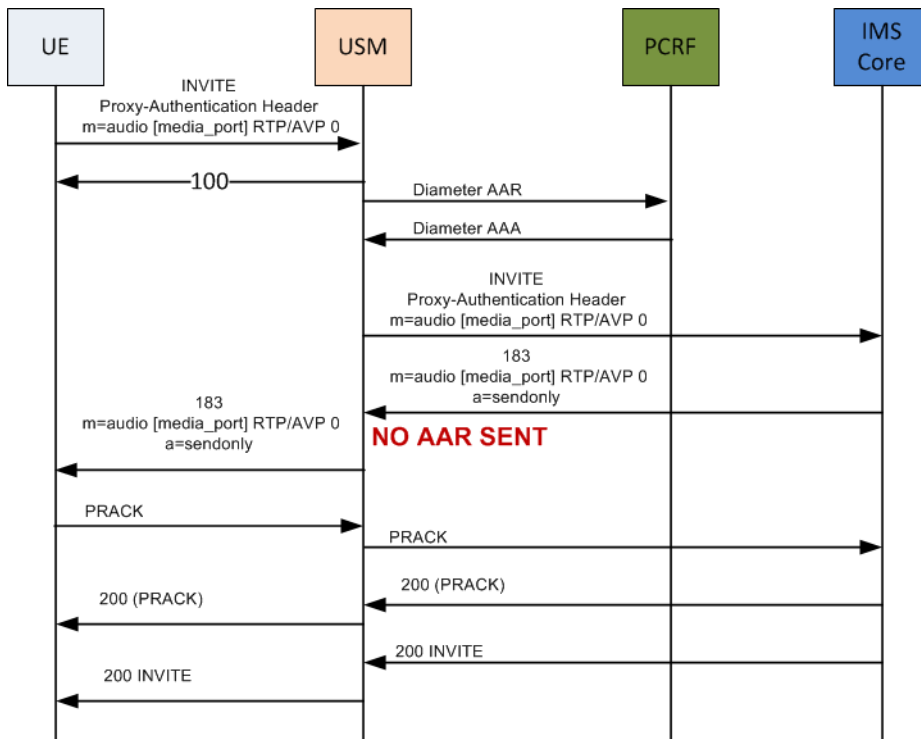 UE
USM
PCRF
IMS
Core
INVITE
Proxy-Authentication Header
m=audio [media_port] RTP/AVP 0
100
Diameter AAR
Diameter AAA
INVITE
Proxy-Authentication Header
m=audio [media_port] RTP/AVP 0
183
m=audio [media_port] RTP/AVP 0
a=sendonly
183
m=audio [media_port] RTP/AVP 0
a=sendonly
NO AAR SENT
PRACK
PRACK
200 (PRACK)
200 (PRACK)
200 INVITE
200 INVITE